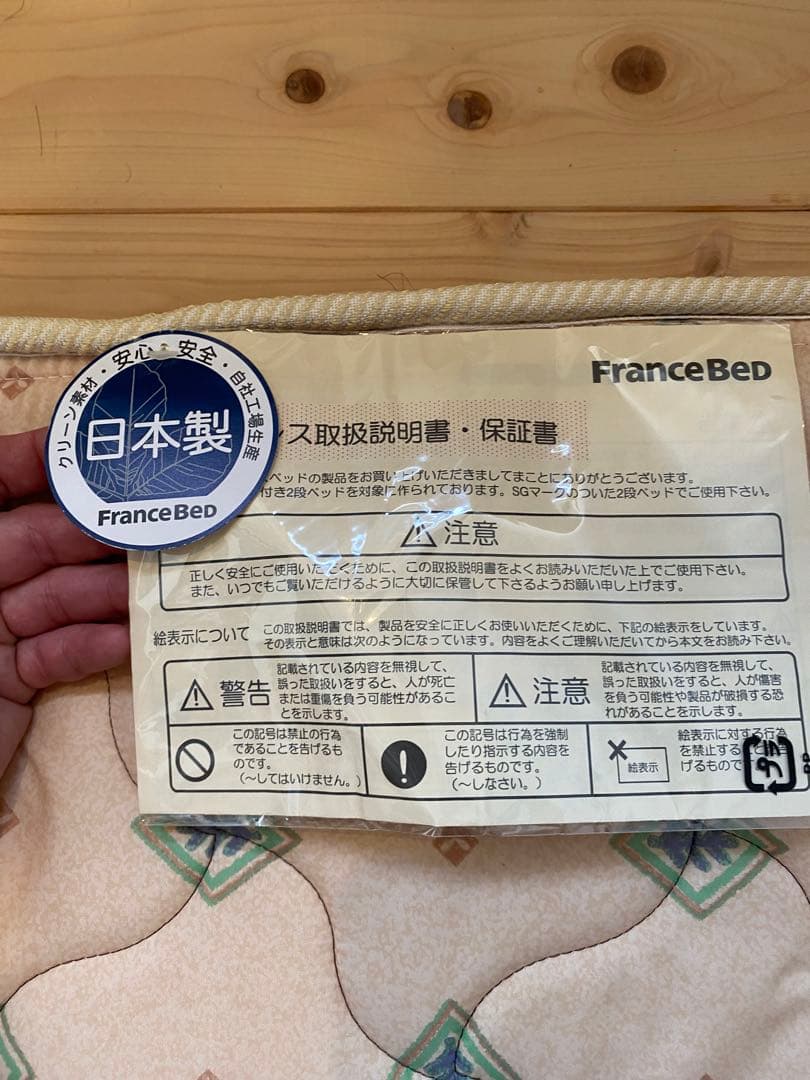 クリーン素材・安心・安全・自社工場生産
日本製
FranceBed
FranceBed
ス取扱説明書・保証書
スベッドの製品をお買い上げいただきましてまことにありがとうございます。
付き2段ベッドを対象に作られております。SGマークのついた2段ベッドでご使用下さい。
注意
正しく安全にご使用いただくために、この取扱説明書をよくお読みいただいた上でご使用下さい。
また、いつでもご覧いただけるように大切に保管して下さるようお願い申し上げます。
絵表示について
この取扱説明書では、製品を安全に正しくお使いいただくために、下記の絵表示をしています。
その表示と意味は次のようになっています。内容をよくご理解いただいてから本文をお読み下さい。
警告
記載されている内容を無視して、
誤った取扱いをすると、人が死亡
または重傷を負う可能性があるこ
とを示します。
注意
記載されている内容を無視して、
誤った取扱いをすると、人が傷害
を負う可能性や製品が破損する恐
れがあることを示します。
この記号は禁止の行為
であることを告げるも
のです。
(〜してはいけません。)
この記号は行為を強制
したり指示する内容を
告げるものです。
(〜しなさい。)
絵表示
絵表示に対する行為
を禁止する
げるもので